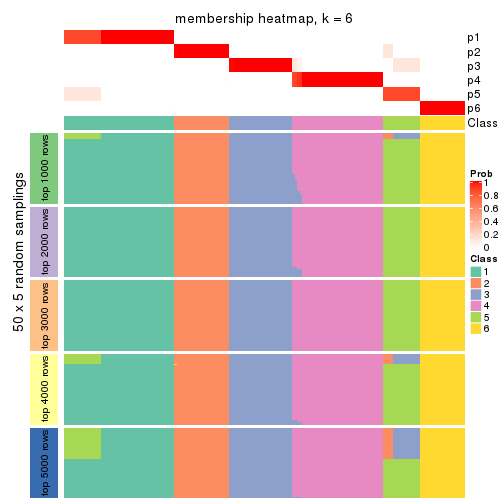 membership heatmap, k = 6
p1
p2
p3
p4
p5
p6
Class
50 x 5 random samplings
top 1000 rows
top 2000 rows
top 3000 rows
top 4000 rows
top 5000 rows
Prob
1
0.8
0.6
0.4
0.2
0
Class
1
2
3
4
5
6